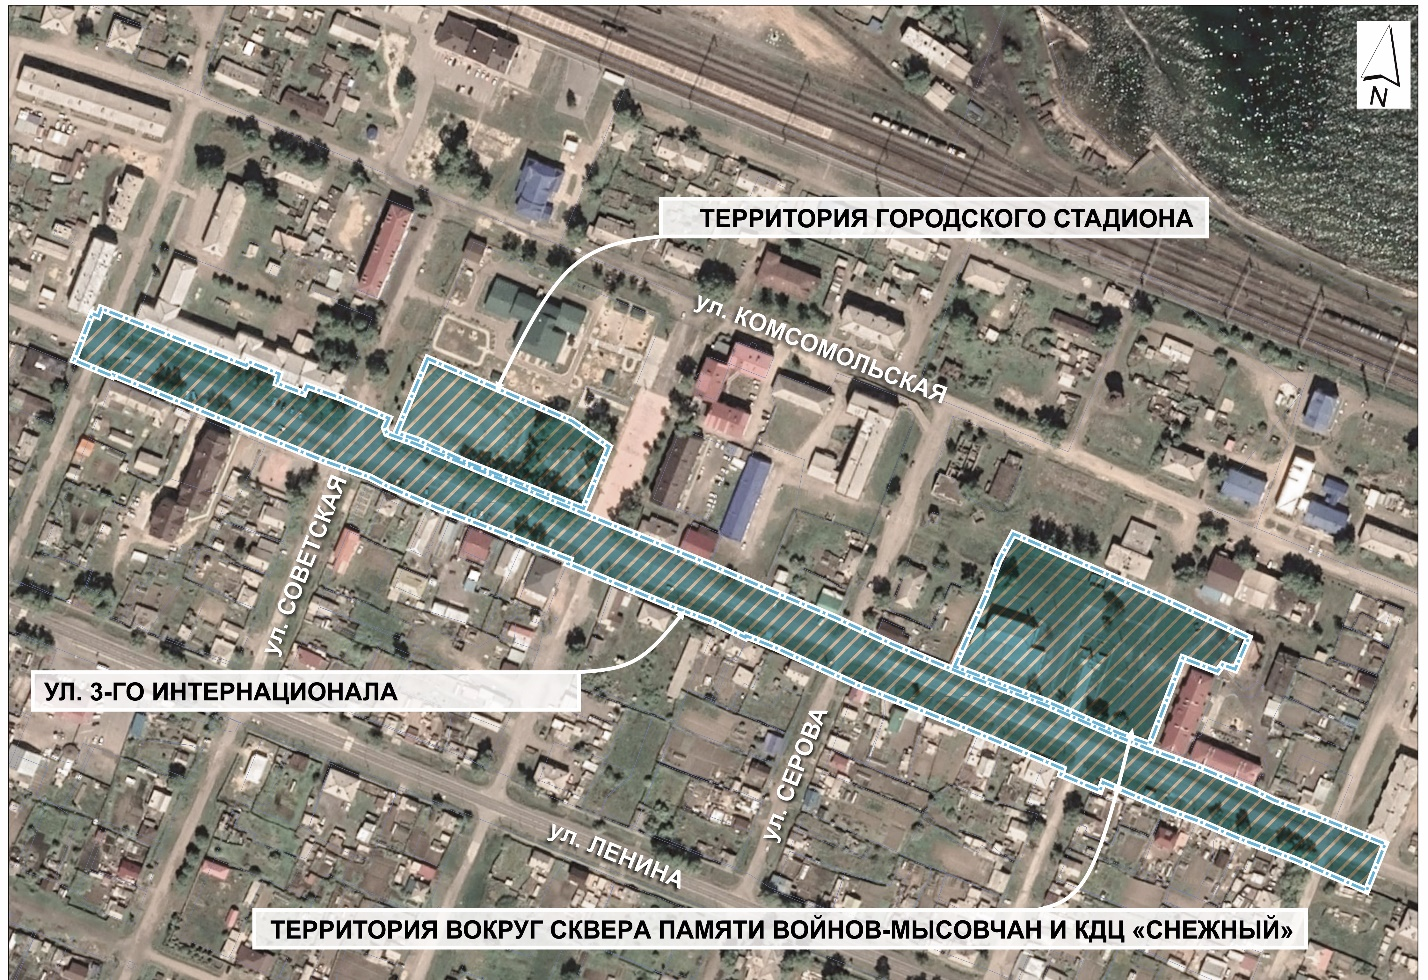 N
ТЕРРИТОРИЯ ГОРОДСКОГО СТАДИОНА
ул. КОМСОМОЛЬСКАЯ
ул. СОВЕТСКАЯ
УЛ. 3-ГО ИНТЕРНАЦИОНАЛА
ул. СЕРОВА
ул. ЛЕНИНА
ТЕРРИТОРИЯ ВОКРУГ СКВЕРА ПАМЯТИ ВОЙНОВ-МЫСОВЧАН И КДЦ «СНЕЖНЫЙ»